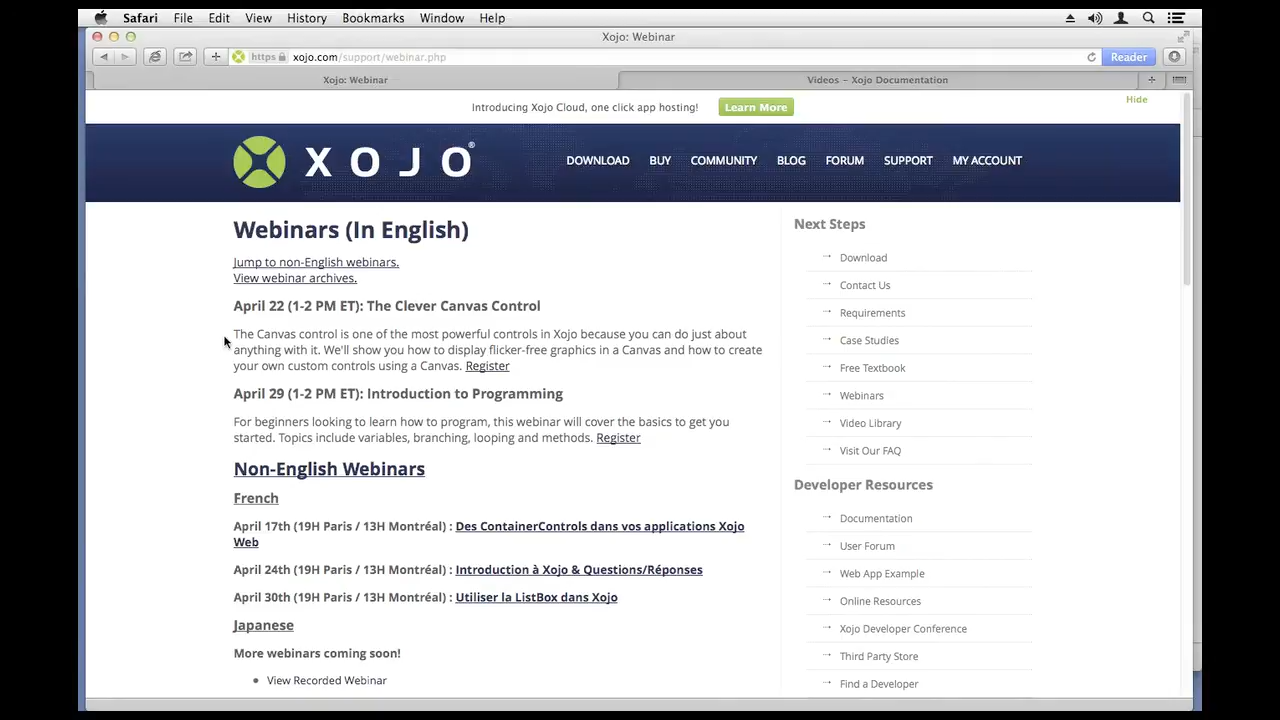 Safari File Edit View History Bookmarks Window Help
Xojo: Webinar
https xojo.com/support/webinar.php Reader
Xojo: Webinar Videos – Xojo Documentation
Introducing Xojo Cloud, one click app hosting! Learn More Hide
XOJO®
DOWNLOAD BUY COMMUNITY BLOG FORUM SUPPORT MY ACCOUNT
Webinars (In English)
Jump to non-English webinars.
View webinar archives.
April 22 (1-2 PM ET): The Clever Canvas Control
The Canvas control is one of the most powerful controls in Xojo because you can do just about
anything with it. We'll show you how to display flicker-free graphics in a Canvas and how to create
your own custom controls using a Canvas. Register
April 29 (1-2 PM ET): Introduction to Programming
For beginners looking to learn how to program, this webinar will cover the basics to get you
started. Topics include variables, branching, looping and methods. Register
Non-English Webinars
French
April 17th (19H Paris / 13H Montréal) : Des ContainerControls dans vos applications Xojo
Web
April 24th (19H Paris / 13H Montréal) : Introduction à Xojo & Questions/Réponses
April 30th (19H Paris / 13H Montréal) : Utiliser la ListBox dans Xojo
Japanese
More webinars coming soon!
View Recorded Webinar
Next Steps
Download
Contact Us
Requirements
Case Studies
Free Textbook
Webinars
Video Library
Visit Our FAQ
Developer Resources
Documentation
User Forum
Web App Example
Online Resources
Xojo Developer Conference
Third Party Store
Find a Developer